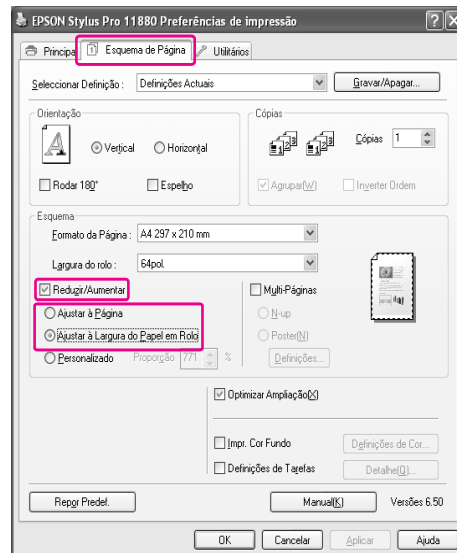 EPSON Stylus Pro 11880 Preferências de impressão
Principal Esquema de Página Utilitários
Seleccionar Definição : Definições Actuais Gravar/Apagar...
Orientação
Vertical Horizontal
Rodar 180° Espelho
Cópias
Cópias 1
Agrupar(W) Inverter Ordem
Esquema
Formato da Página : A4 297 x 210 mm
Largura do rolo : 64pol.
Reduzir/Aumentar
Ajustar à Página
Ajustar à Largura do Papel em Rolo
Personalizado Proporção 771 %
Multi-Páginas
N-up
Poster(N)
Definições...
Optimizar Ampliação(X)
Impr. Cor Fundo Definições de Cor...
Definições de Tarefas Detalhe(Q)...
Repor Predef. Manual(K) Versões 6.50
OK Cancelar Aplicar Ajuda